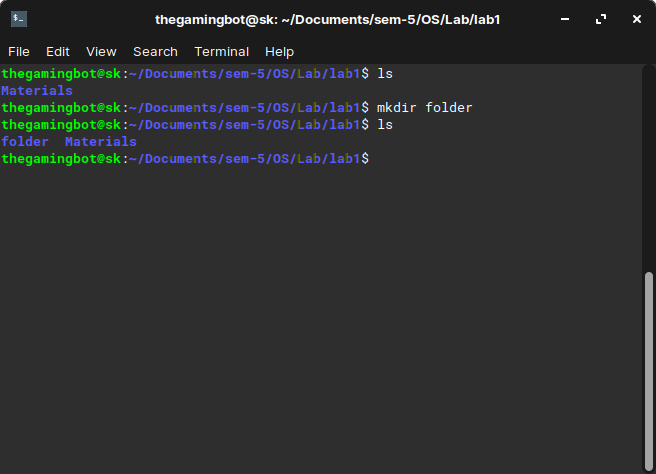 thegamingbot@sk: ~/Documents/sem-5/OS/Lab/lab1
File Edit View Search Terminal Help
thegamingbot@sk:~/Documents/sem-5/OS/Lab/lab1$ ls
Materials
thegamingbot@sk:~/Documents/sem-5/OS/Lab/lab1$ mkdir folder
thegamingbot@sk:~/Documents/sem-5/OS/Lab/lab1$ ls
folder  Materials
thegamingbot@sk:~/Documents/sem-5/OS/Lab/lab1$